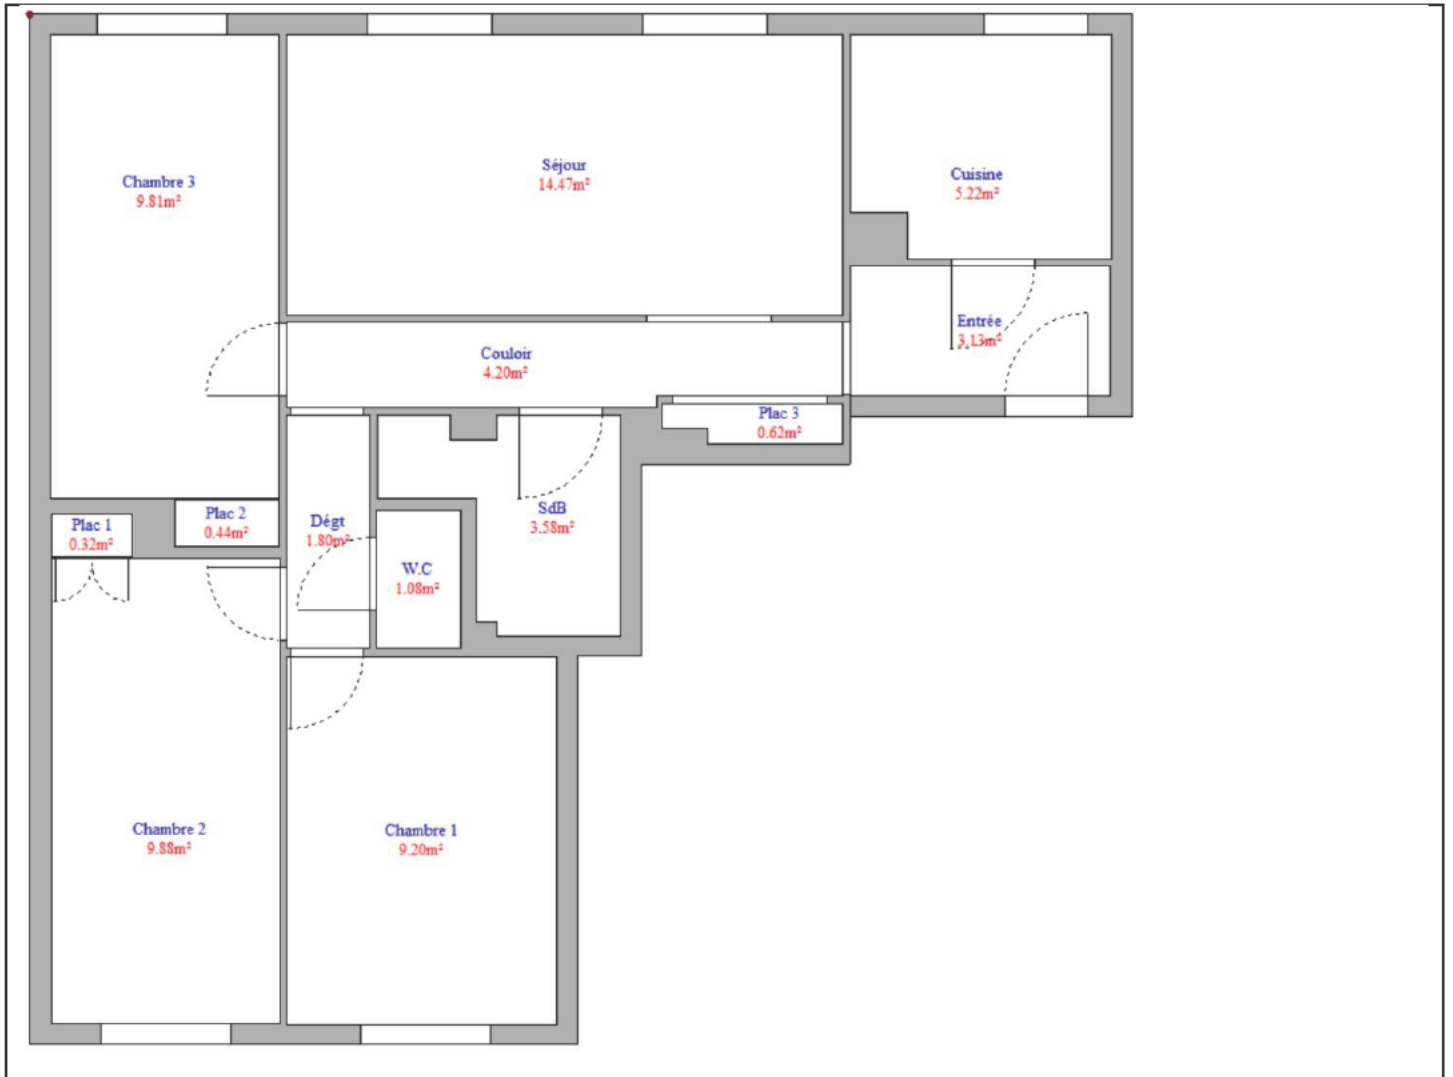 Chambre 3
9.81m²
Séjour
14.47m²
Cuisine
5.22m²
Entrée
3.13m²
Couloir
4.20m²
Plac 3
0.62m²
Plac 1
0.32m²
Plac 2
0.44m²
Dégt
1.80m²
SdB
3.58m²
W.C
1.08m²
Chambre 2
9.88m²
Chambre 1
9.20m²